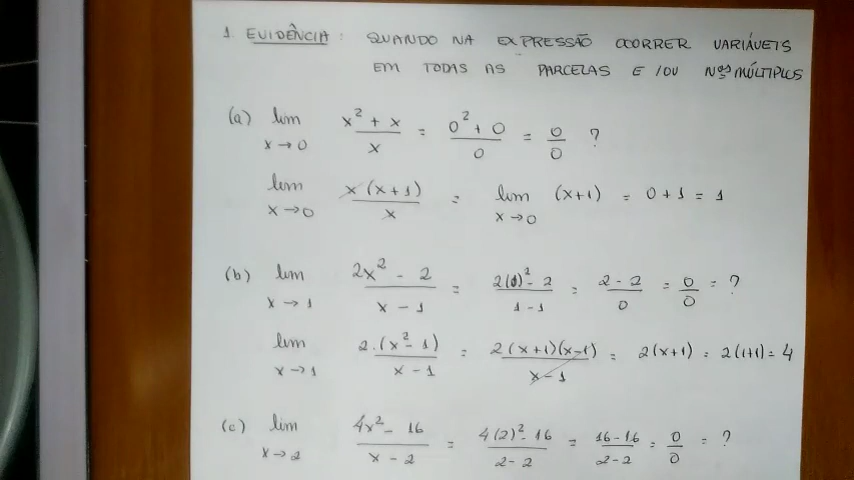 1. EVIDÊNCIA: QUANDO NA EXPRESSÃO OCORRER VARIÁVEIS
EM TODAS AS PARCELAS E/OU Nºs MÚLTIPLOS
(a) lim x→0 (x² + x)/x = (0² + 0)/0 = 0/0 ?
lim x→0 x(x+1)/x = lim x→0 (x+1) = 0+1 = 1
(b) lim x→1 (2x² - 2)/(x - 1) = (2(1)² - 2)/(1 - 1) = (2 - 2)/0 = 0/0 = ?
lim x→1 2.(x² - 1)/(x - 1) = 2(x+1)(x-1)/(x-1) = 2(x+1) = 2(1+1) = 4
(c) lim x→2 (4x² - 16)/(x - 2) = (4(2)² - 16)/(2 - 2) = (16 - 16)/(2 - 2) = 0/0 = ?